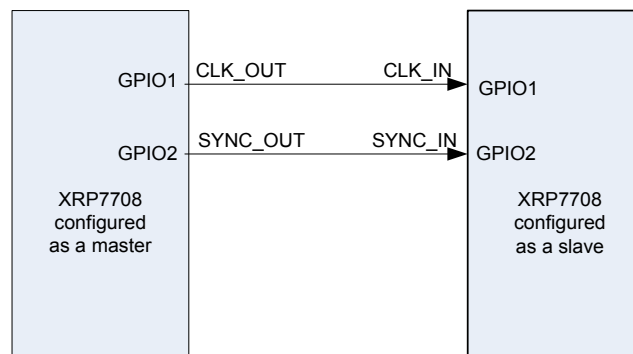 GPIO1 CLK_OUT CLK_IN GPIO1
GPIO2 SYNC_OUT SYNC_IN GPIO2
XRP7708
configured
as a master
XRP7708
configured
as a slave